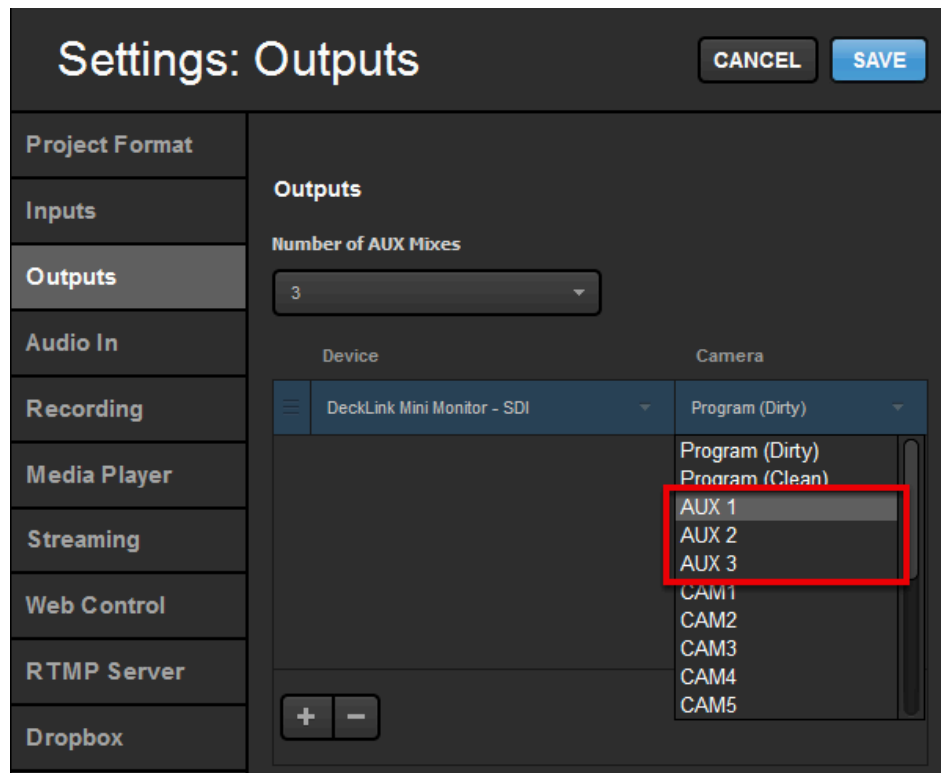 Settings: Outputs
CANCEL
SAVE
Project Format
Inputs
Outputs
Audio In
Recording
Media Player
Streaming
Web Control
RTMP Server
Dropbox
Outputs
Number of AUX Mixes
3
Device
Camera
DeckLink Mini Monitor - SDI
Program (Dirty)
Program (Dirty)
Program (Clean)
AUX 1
AUX 2
AUX 3
CAM1
CAM2
CAM3
CAM4
CAM5
+
−